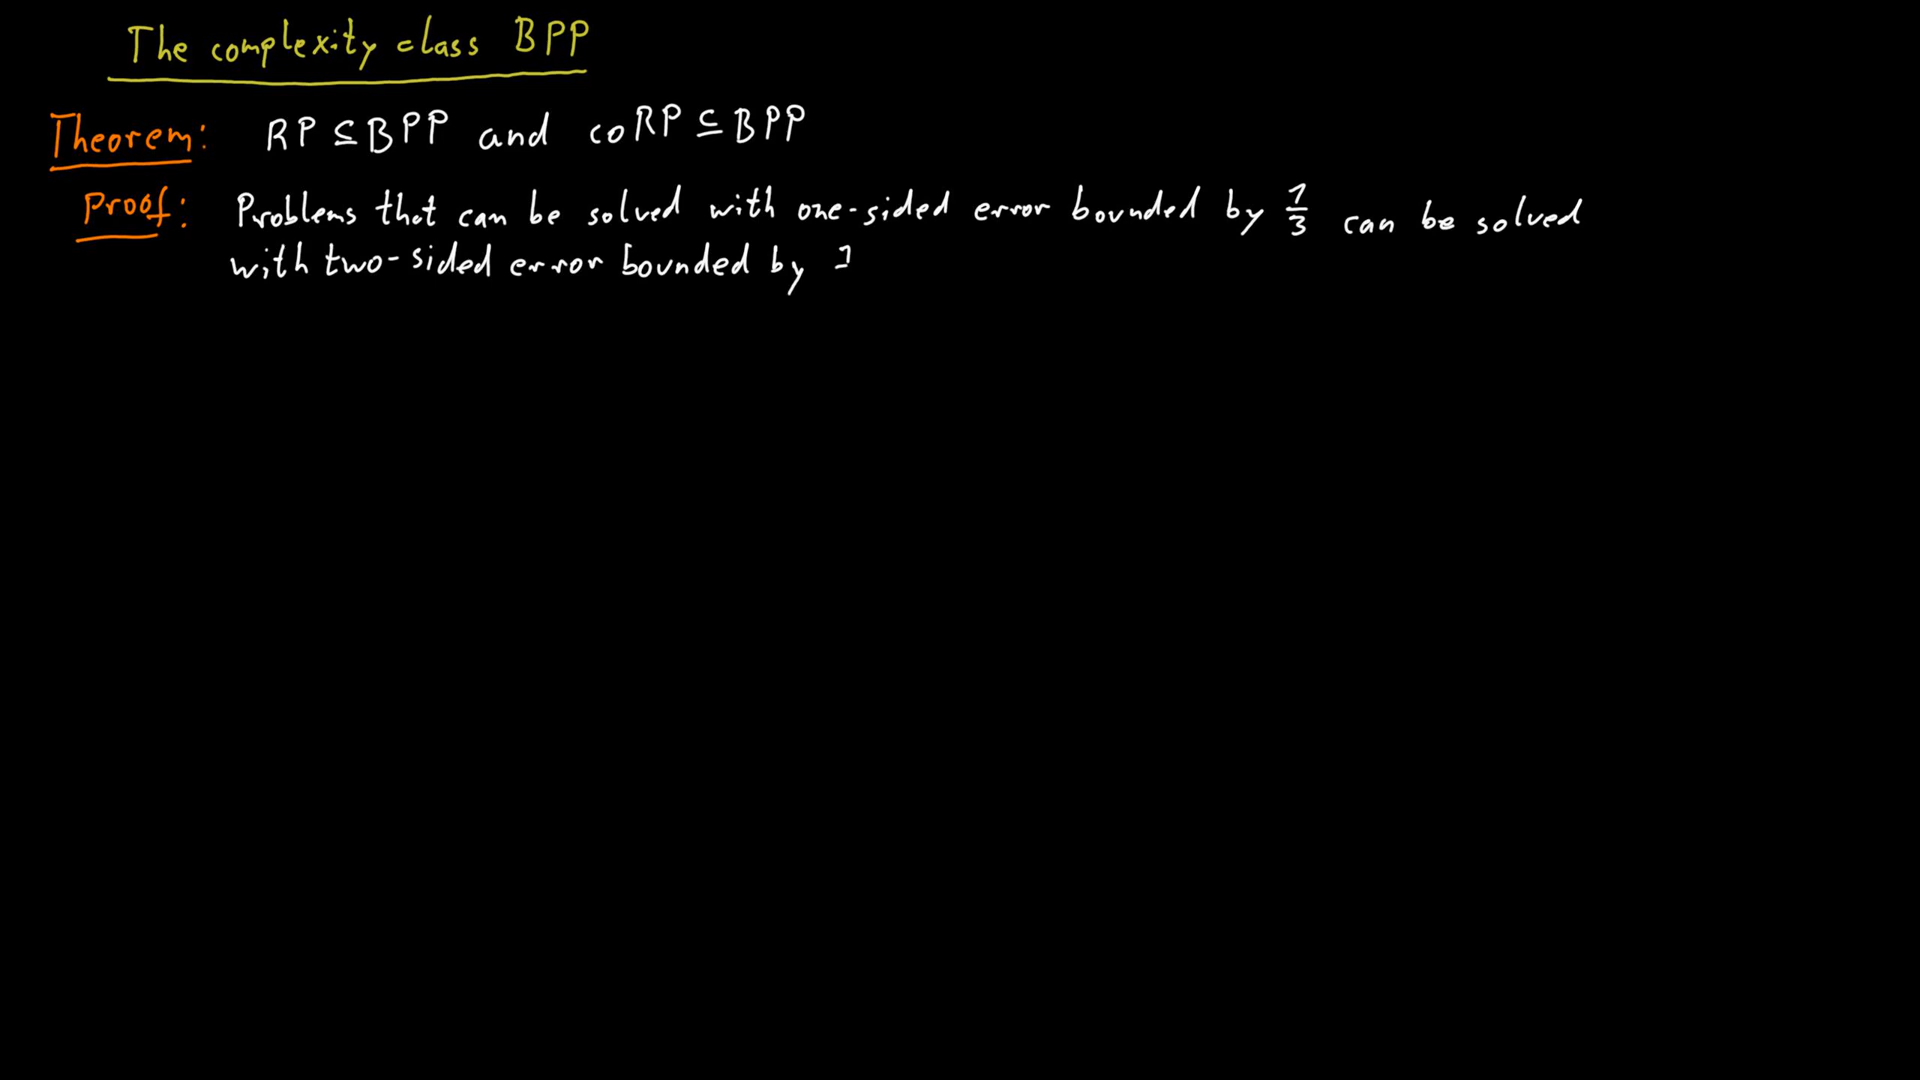 The complexity class BPP
Theorem: RP ⊆ BPP and coRP ⊆ BPP
Proof: Problems that can be solved with one-sided error bounded by 1/3 can be solved
with two-sided error bounded by